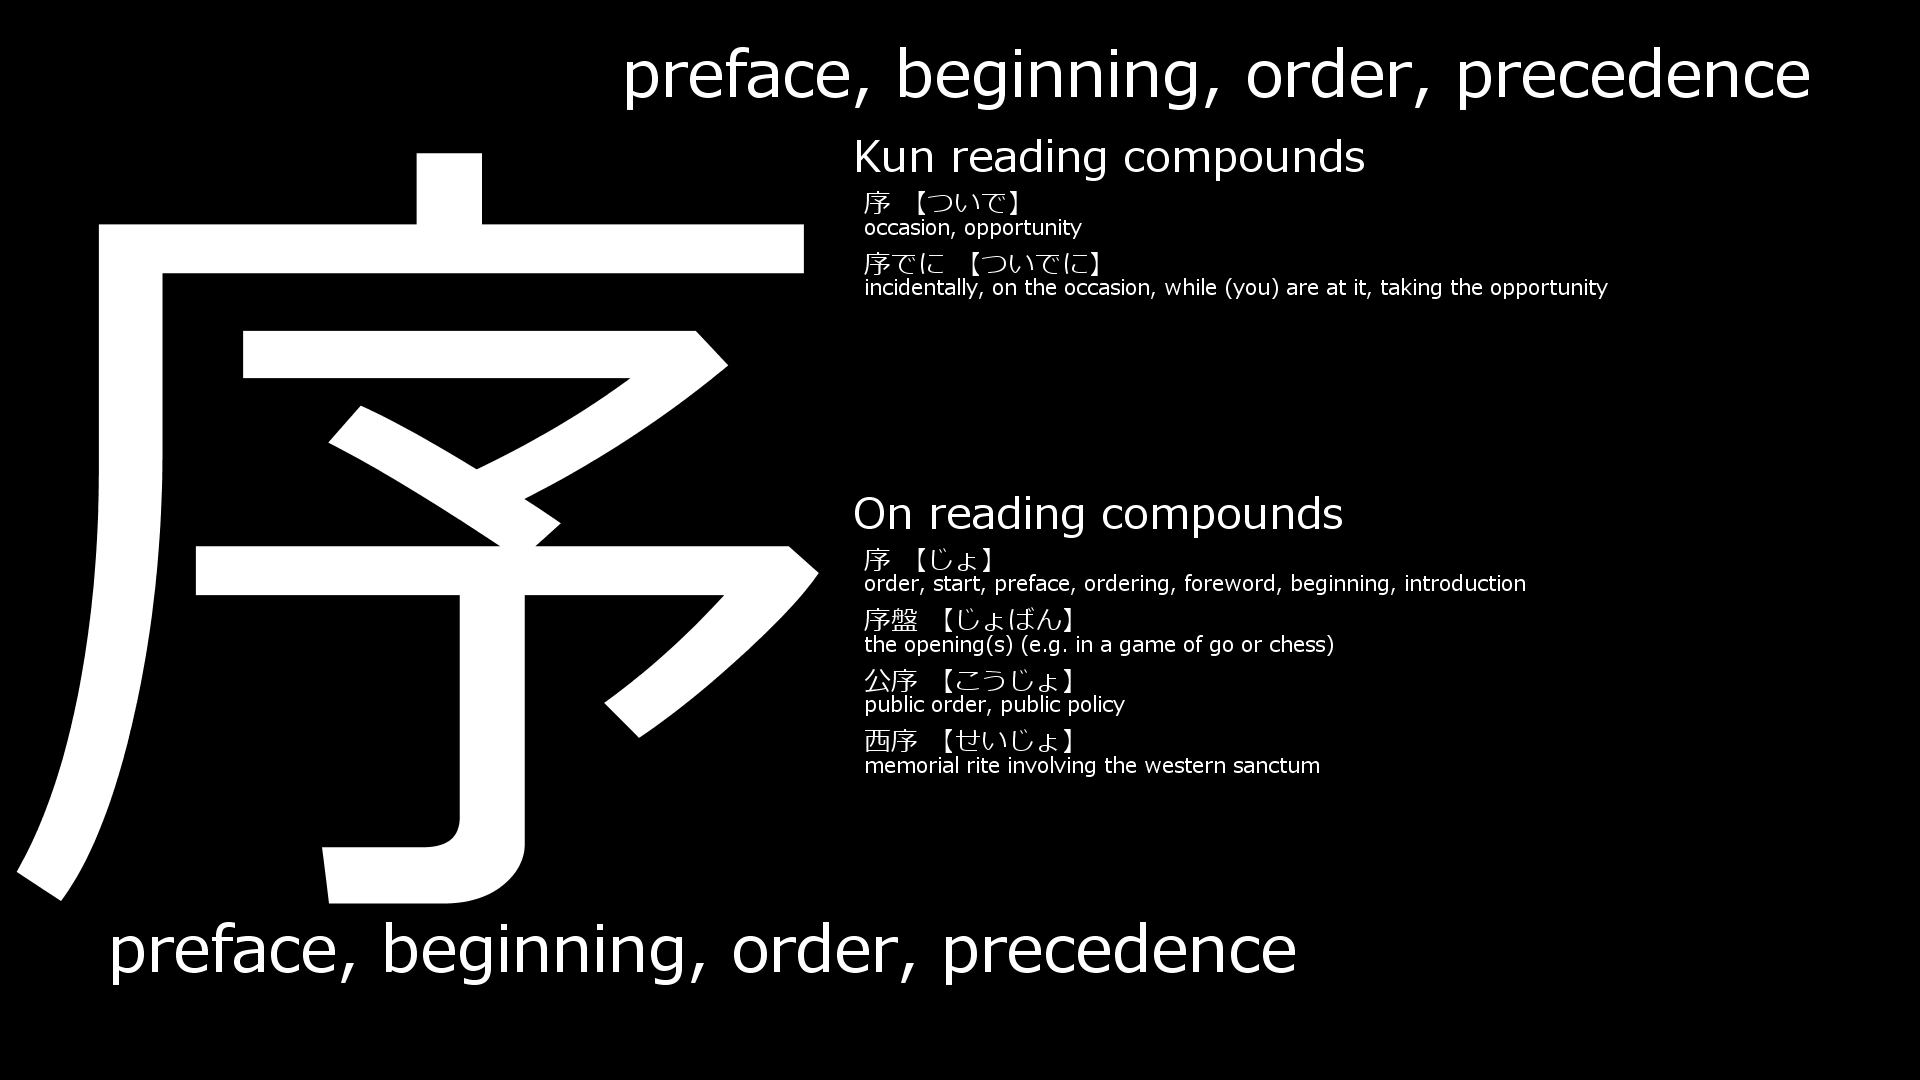 preface, beginning, order, precedence
序
Kun reading compounds
序 【ついで】
occasion, opportunity
序でに 【ついでに】
incidentally, on the occasion, while (you) are at it, taking the opportunity
On reading compounds
序 【じょ】
order, start, preface, ordering, foreword, beginning, introduction
序盤 【じょばん】
the opening(s) (e.g. in a game of go or chess)
公序 【こうじょ】
public order, public policy
西序 【せいじょ】
memorial rite involving the western sanctum
preface, beginning, order, precedence